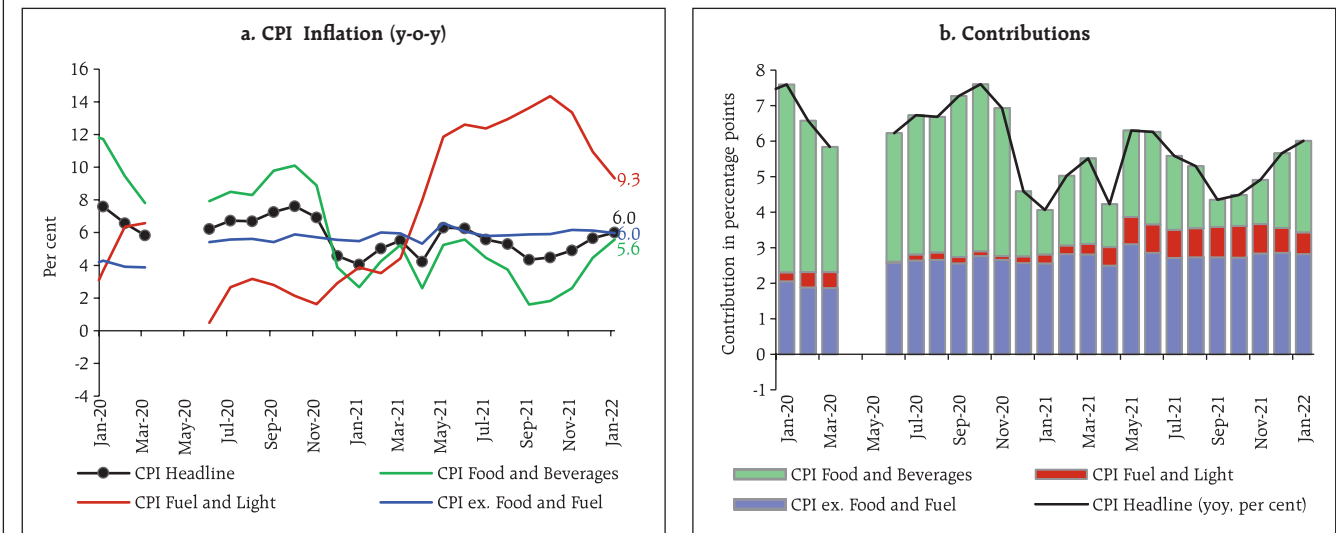 a. CPI Inflation (y-o-y)
Per cent
16
14
12
10
8
6
4
2
0
-2
-4
9.3
6.0
6.0
5.6
Jan-20
Mar-20
May-20
Jul-20
Sep-20
Nov-20
Jan-21
Mar-21
May-21
Jul-21
Sep-21
Nov-21
Jan-22
CPI Headline
CPI Food and Beverages
CPI Fuel and Light
CPI ex. Food and Fuel
b. Contributions
Contribution in percentage points
8
7
6
5
4
3
2
1
0
-1
Jan-20
Mar-20
May-20
Jul-20
Sep-20
Nov-20
Jan-21
Mar-21
May-21
Jul-21
Sep-21
Nov-21
Jan-22
CPI Food and Beverages
CPI Fuel and Light
CPI ex. Food and Fuel
CPI Headline (yoy, per cent)